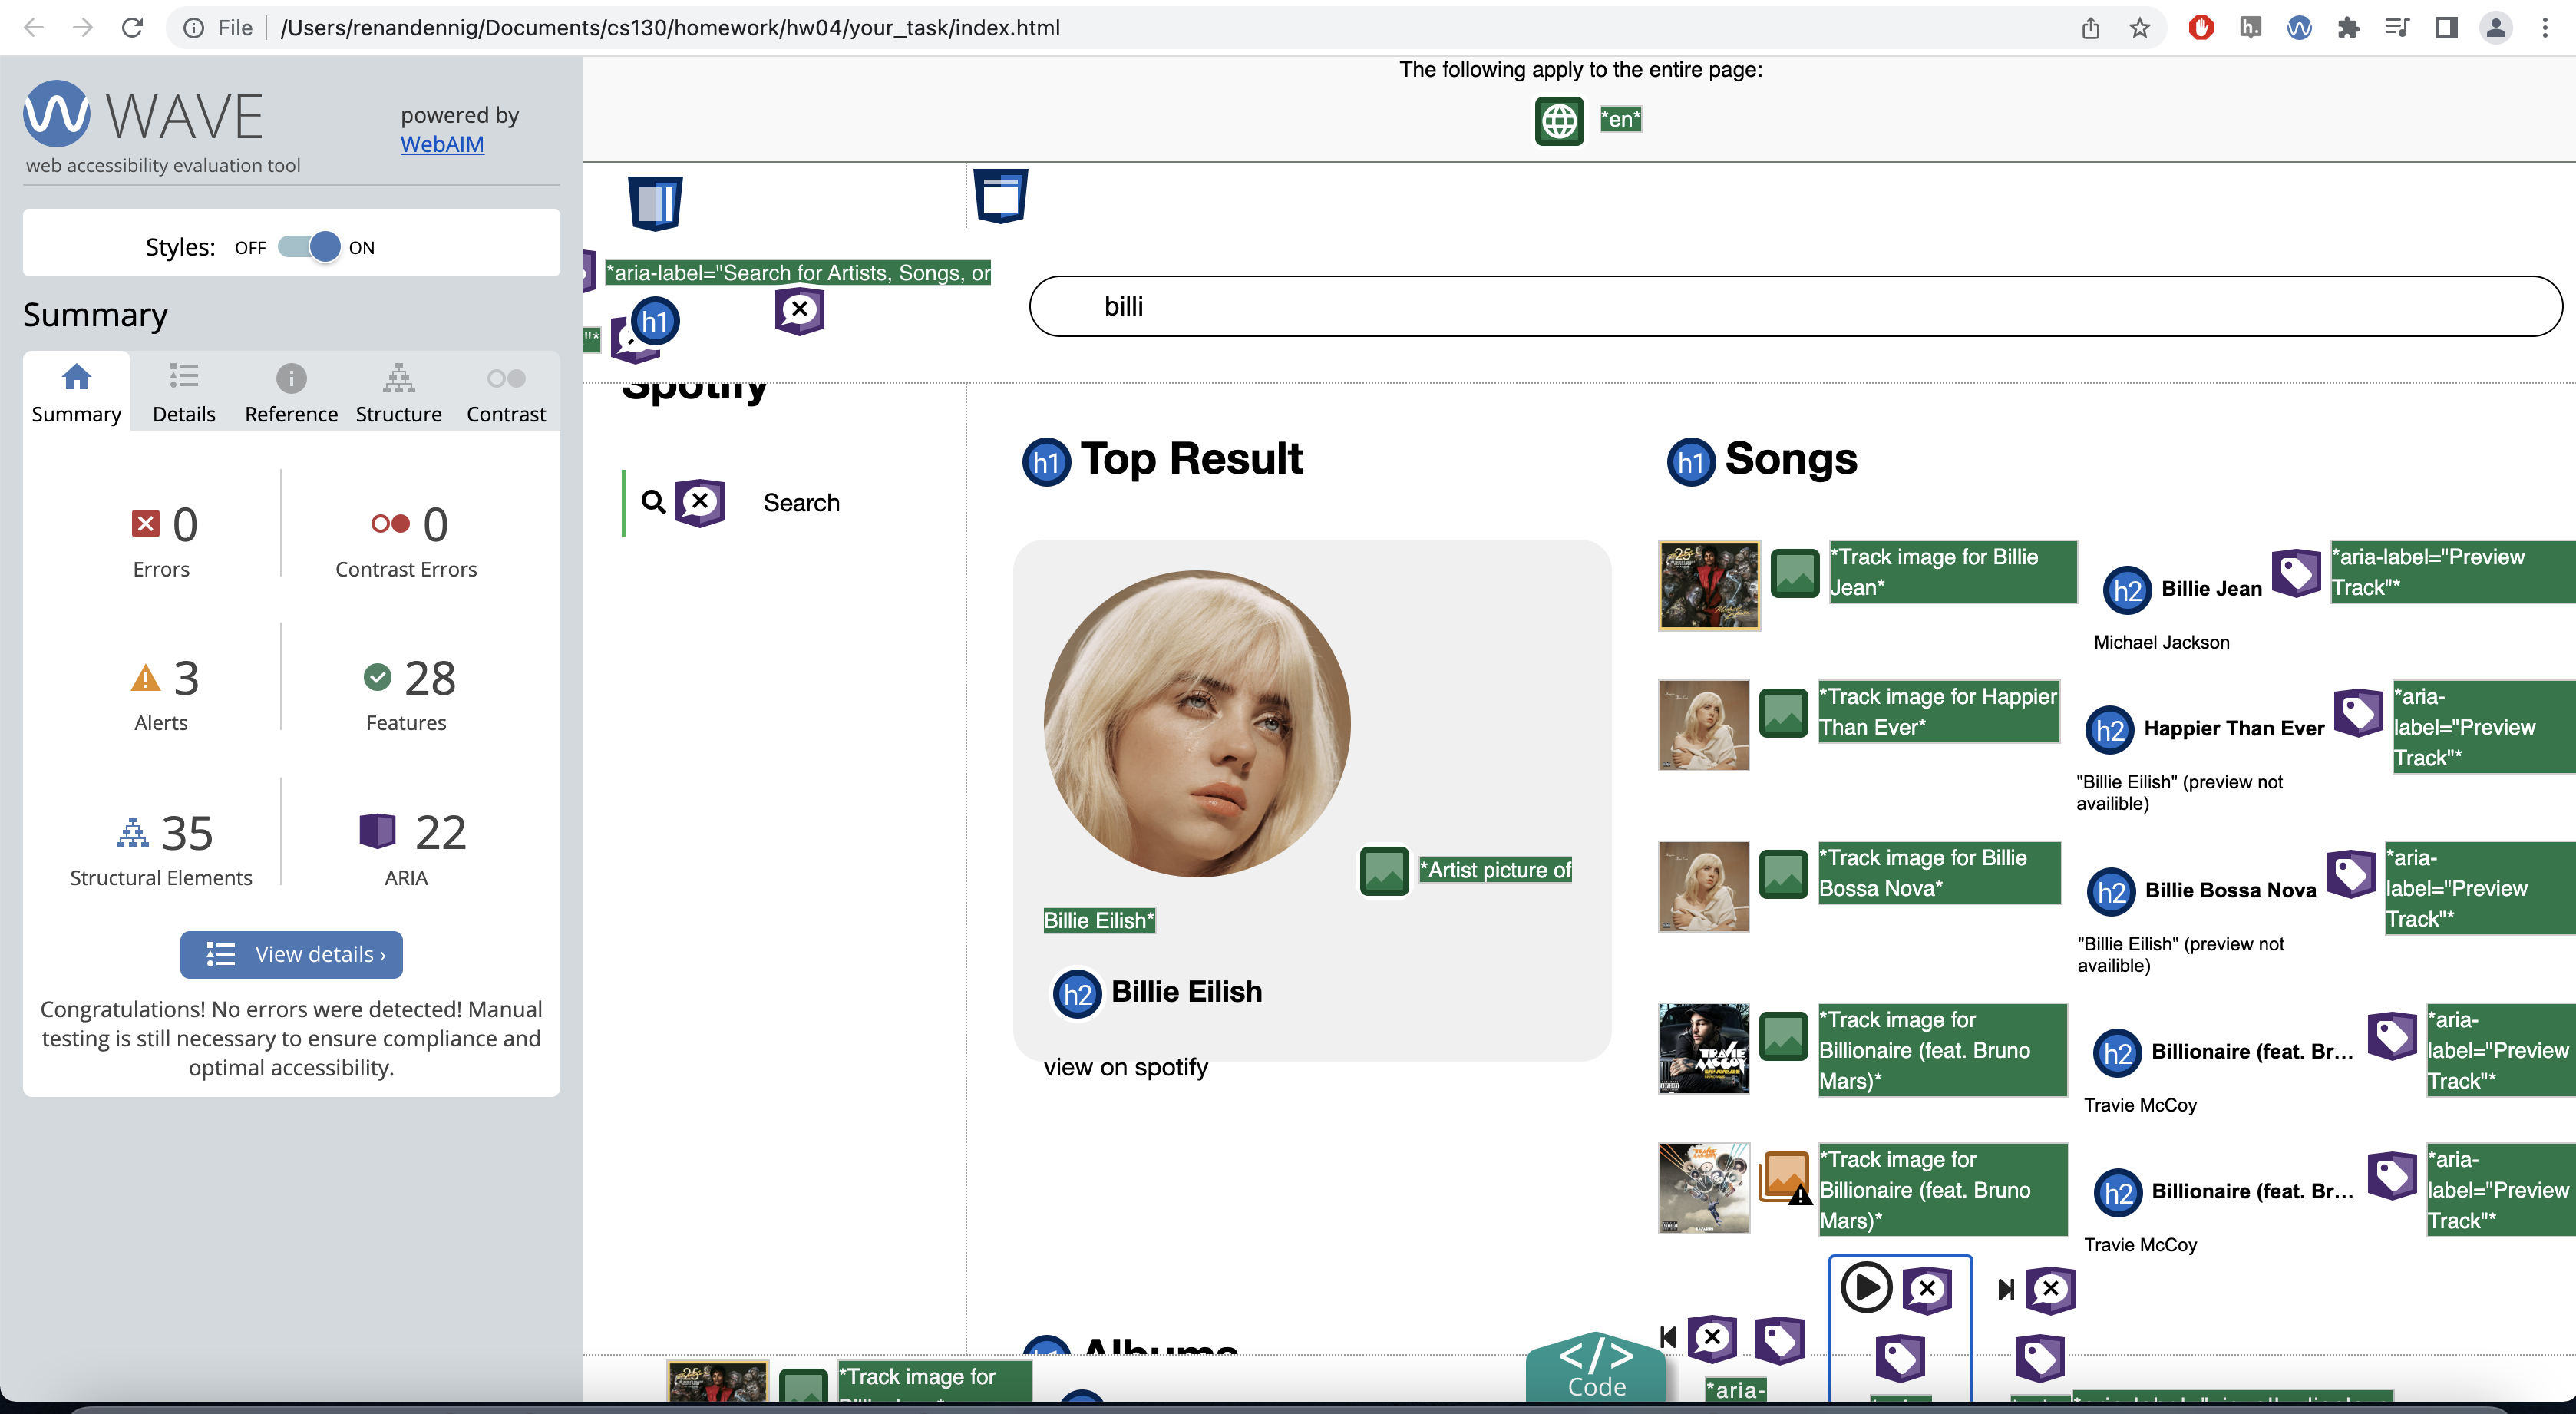 File /Users/renandennig/Documents/cs130/homework/hw04/your_task/index.html
WAVE
web accessibility evaluation tool
powered by
WebAIM
Styles: OFF ON
Summary
Summary Details Reference Structure Contrast
0 0
Errors Contrast Errors
3 28
Alerts Features
35 22
Structural Elements ARIA
View details ›
Congratulations! No errors were detected! Manual
testing is still necessary to ensure compliance and
optimal accessibility.
The following apply to the entire page:
*en*
*aria-label="Search for Artists, Songs, or
"*
h1
billi
Spotify
Search
h1 Top Result
*Artist picture of
Billie Eilish*
h2 Billie Eilish
view on spotify
h1 Songs
*Track image for Billie
Jean*
h2 Billie Jean
*aria-label="Preview
Track"*
Michael Jackson
*Track image for Happier
Than Ever*
h2 Happier Than Ever
*aria-
label="Preview
Track"*
"Billie Eilish" (preview not
availible)
*Track image for Billie
Bossa Nova*
h2 Billie Bossa Nova
*aria-
label="Preview
Track"*
"Billie Eilish" (preview not
availible)
TRAVIE
MCCOY
*Track image for
Billionaire (feat. Bruno
Mars)*
h2 Billionaire (feat. Br...
*aria-
label="Preview
Track"*
Travie McCoy
*Track image for
Billionaire (feat. Bruno
Mars)*
h2 Billionaire (feat. Br...
*aria-
label="Preview
Track"*
Travie McCoy
Albums
25
*Track image for
</>
Code
*aria-